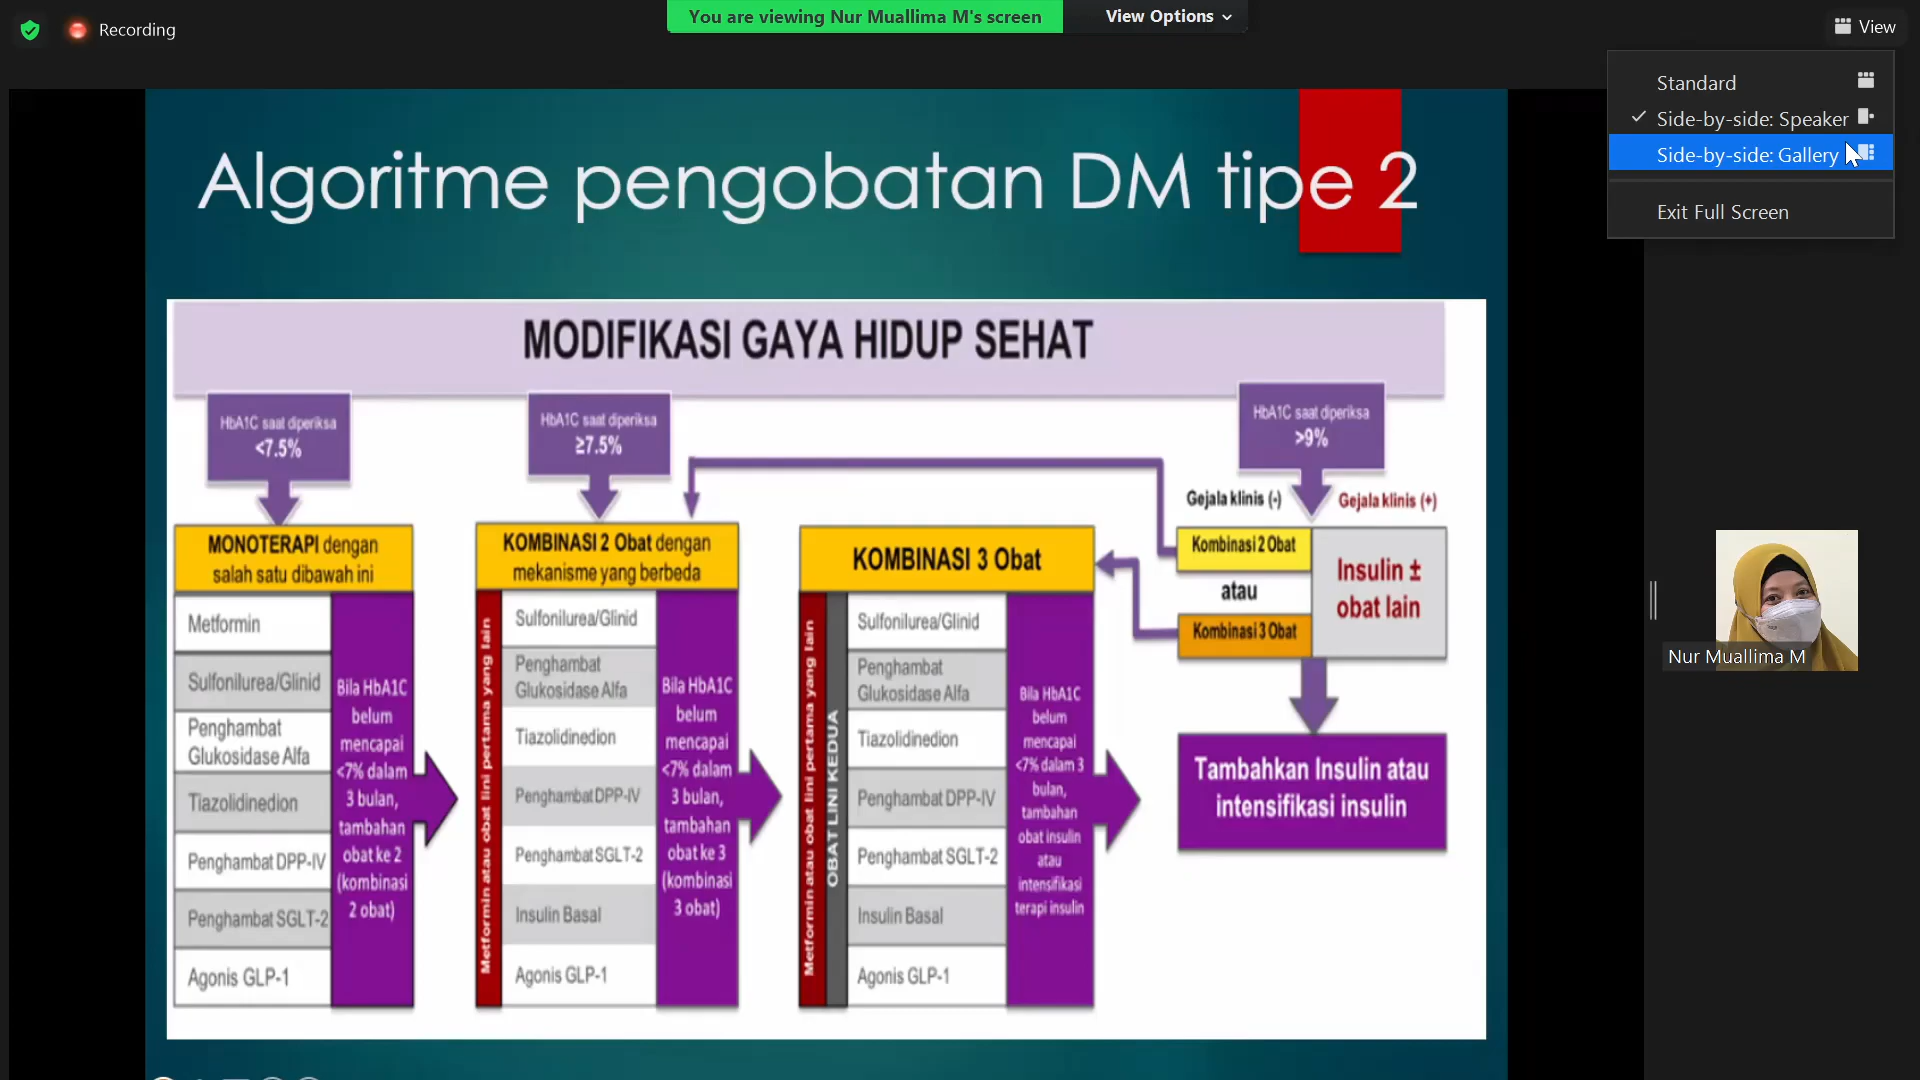 Recording
You are viewing Nur Muallima M's screen
View Options
View
Standard
Side-by-side: Speaker
Side-by-side: Gallery
Exit Full Screen
Algoritme pengobatan DM tipe 2
MODIFIKASI GAYA HIDUP SEHAT
HbA1C saat diperiksa
<7.5%
HbA1C saat diperiksa
≥7.5%
HbA1C saat diperiksa
>9%
Gejala klinis (-)
Gejala klinis (+)
MONOTERAPI dengan
salah satu dibawah ini
Metformin
Sulfonilurea/Glinid
Penghambat
Glukosidase Alfa
Tiazolidinedion
Penghambat DPP-IV
Penghambat SGLT-2
Agonis GLP-1
Bila HbA1C
belum
mencapai
<7% dalam
3 bulan,
tambahan
obat ke 2
(kombinasi
2 obat)
KOMBINASI 2 Obat dengan
mekanisme yang berbeda
Metformin atau obat lini pertama yang lain
Sulfonilurea/Glinid
Penghambat
Glukosidase Alfa
Tiazolidinedion
Penghambat DPP-IV
Penghambat SGLT-2
Insulin Basal
Agonis GLP-1
Bila HbA1C
belum
mencapai
<7% dalam
3 bulan,
tambahan
obat ke 3
(kombinasi
3 obat)
KOMBINASI 3 Obat
Metformin atau obat lini pertama yang lain
OBAT LINI KEDUA
Sulfonilurea/Glinid
Penghambat
Glukosidase Alfa
Tiazolidinedion
Penghambat DPP-IV
Penghambat SGLT-2
Insulin Basal
Agonis GLP-1
Bila HbA1C
belum
mencapai
<7% dalam 3
bulan,
tambahan
obat insulin
atau
intensifikasi
terapi insulin
Kombinasi 2 Obat
atau
Kombinasi 3 Obat
Insulin ±
obat lain
Tambahkan Insulin atau
intensifikasi insulin
Nur Muallima M